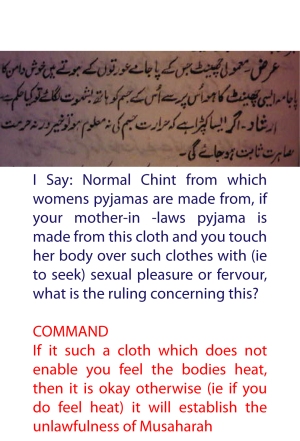 عرض۔ معمولی چھینٹ جس کے پاجامے عورتوں کے ہوتے ہیں خوش دامن کا
پاجامہ ایسی چھینٹ کا ہو اُس پر سے اُس کے جسم کو ہاتھ بشہوت لگائے تو کیا حکم ہے
ارشاد۔ اگر ایسا کپڑا ہے کہ حرارت جسم کی نہ معلوم ہو تو خیر ورنہ حرمت
مصاہرت ثابت ہوجائے گی۔
I Say: Normal Chint from which
womens pyjamas are made from, if
your mother-in -laws pyjama is
made from this cloth and you touch
her body over such clothes with (ie
to seek) sexual pleasure or fervour,
what is the ruling concerning this?
COMMAND
If it such a cloth which does not
enable you feel the bodies heat,
then it is okay otherwise (ie if you
do feel heat) it will establish the
unlawfulness of Musaharah